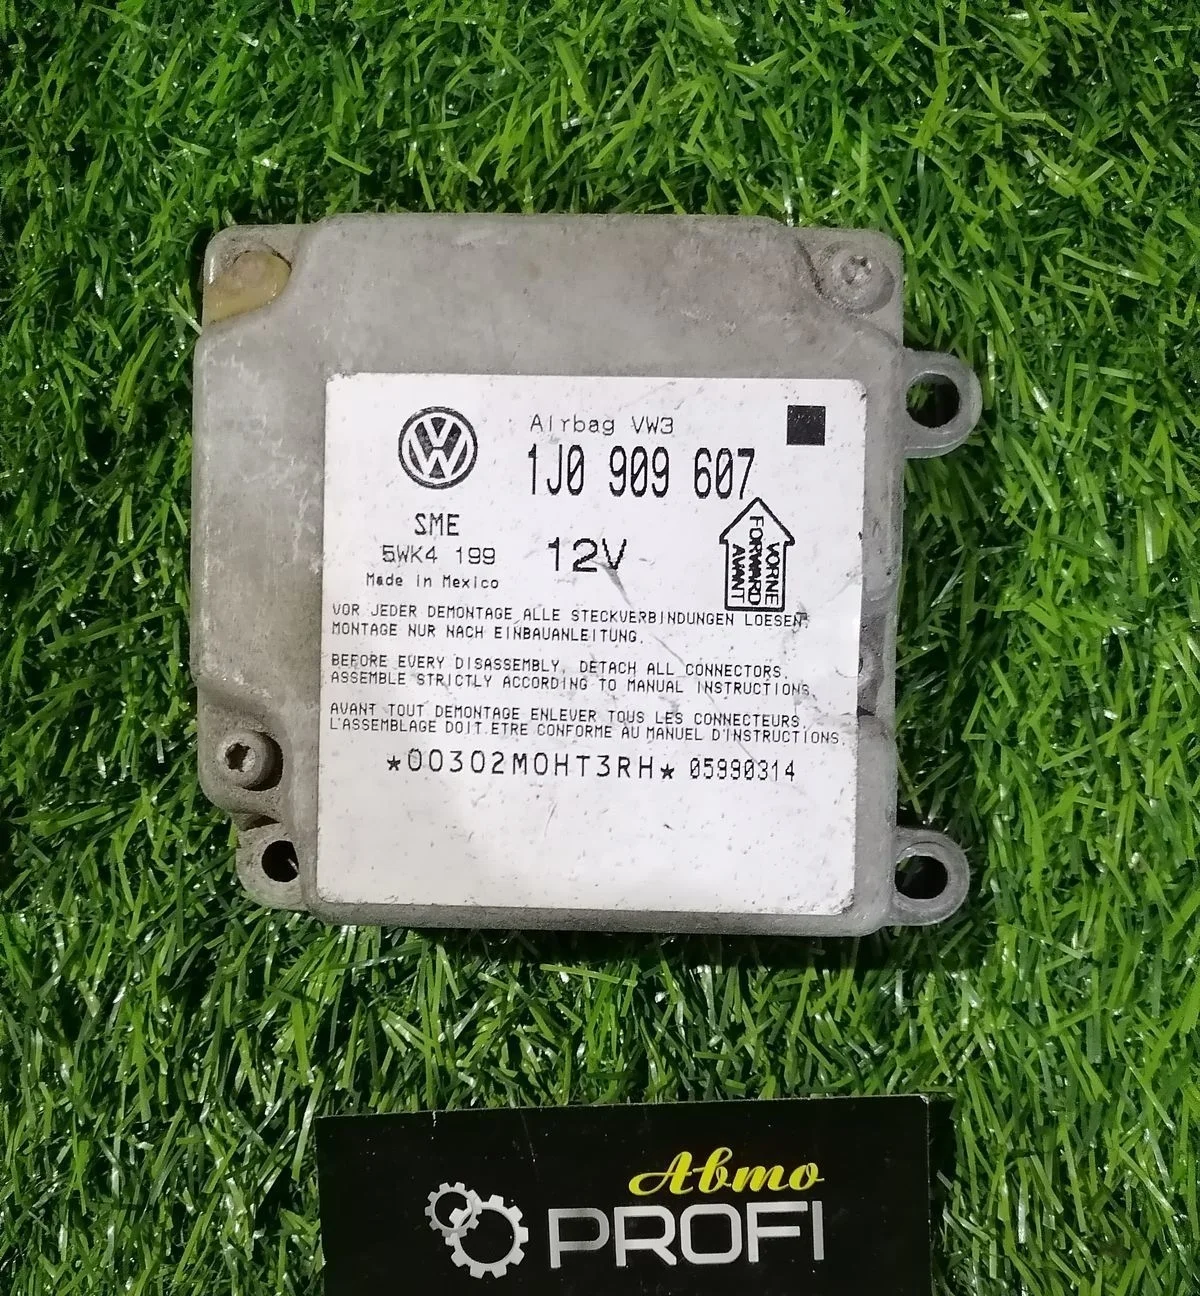 Airbag VW3
1J0 909 607
SME
5WK4 199
12V
Made in Mexico
VORNE
FORWARD
AVANT
VOR JEDER DEMONTAGE ALLE STECKVERBINDUNGEN LOESEN.
MONTAGE NUR NACH EINBAUANLEITUNG.
BEFORE EVERY DISASSEMBLY, DETACH ALL CONNECTORS.
ASSEMBLE STRICTLY ACCORDING TO MANUAL INSTRUCTIONS.
AVANT TOUT DEMONTAGE ENLEVER TOUS LES CONNECTEURS.
L'ASSEMBLAGE DOIT ETRE CONFORME AU MANUEL D'INSTRUCTIONS.
*00302M0HT3RH* 05990314
Авто
PROFI